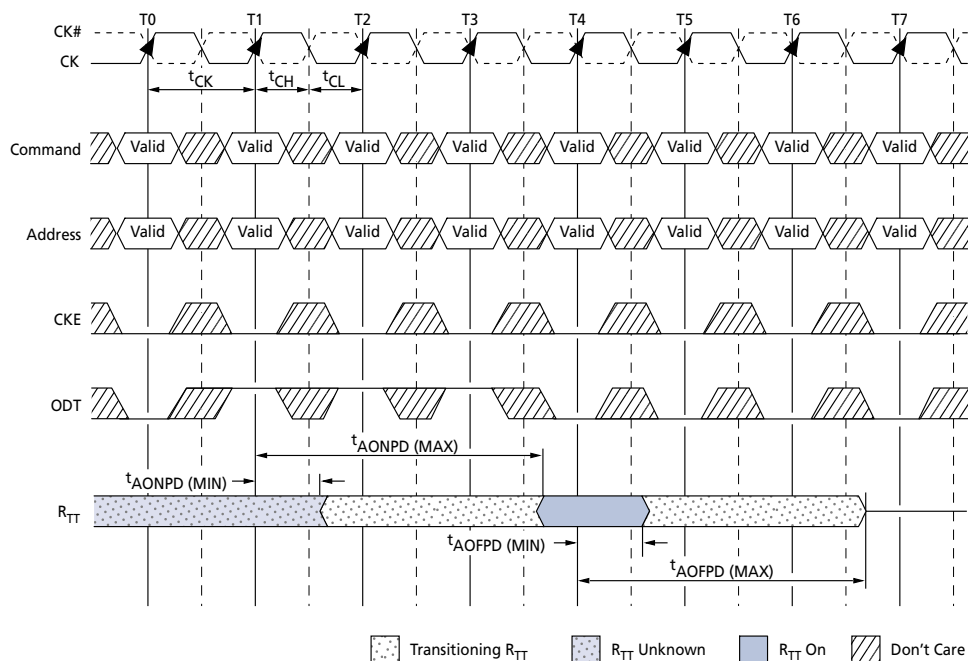 T0 T1 T2 T3 T4 T5 T6 T7
CK#
CK
tCK tCH tCL
Command Valid Valid Valid Valid Valid Valid Valid Valid
Address Valid Valid Valid Valid Valid Valid Valid Valid
CKE
ODT
tAONPD (MAX)
tAONPD (MIN)
RTT
tAOFPD (MIN)
tAOFPD (MAX)
Transitioning RTT RTT Unknown RTT On Don't Care